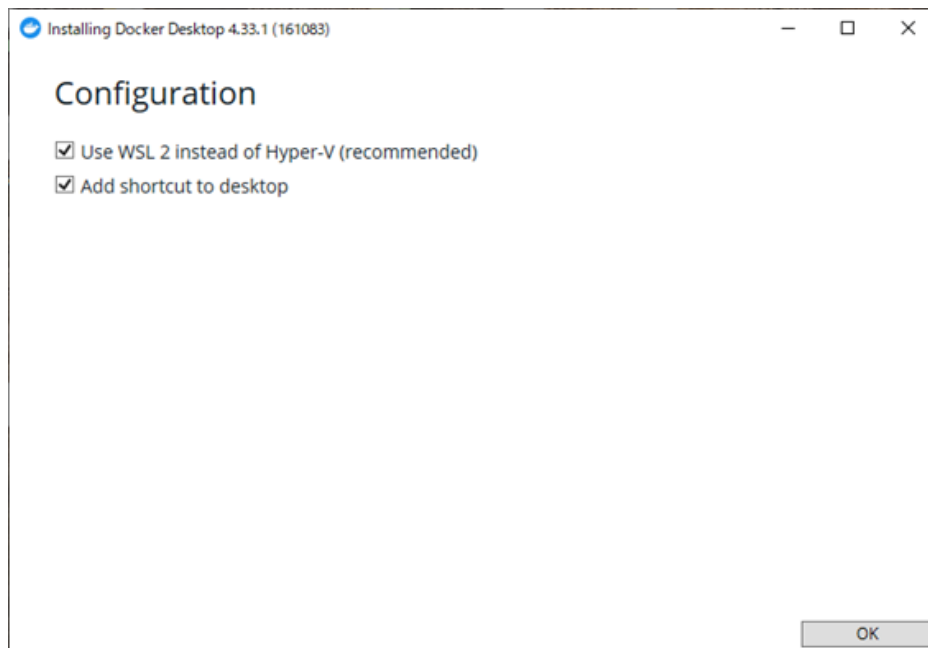 Installing Docker Desktop 4.33.1 (161083)
Configuration
Use WSL 2 instead of Hyper-V (recommended)
Add shortcut to desktop
OK